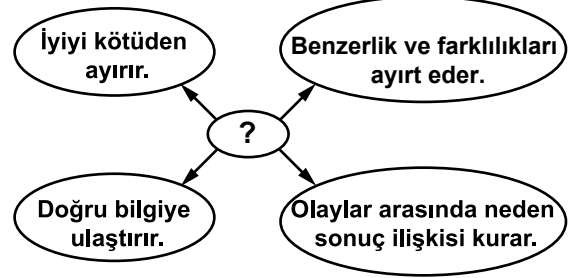 İyiyi kötüden
ayırır.
Benzerlik ve farklılıkları
ayırt eder.
?
Doğru bilgiye
ulaştırır.
Olaylar arasında neden
sonuç ilişkisi kurar.